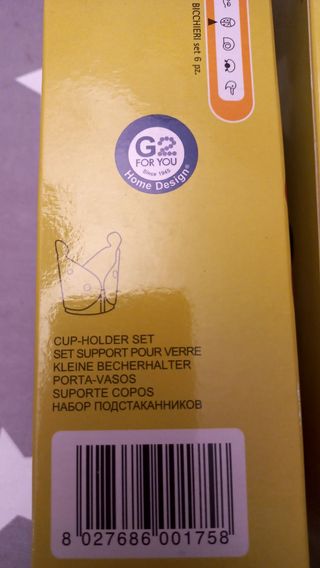 BICCHIERI set 6 pz.
G2
FOR YOU
Since 1945
Home Design®
CUP-HOLDER SET
SET SUPPORT POUR VERRE
KLEINE BECHERHALTER
PORTA-VASOS
SUPORTE COPOS
НАБОР ПОДСТАКАННИКОВ
8 027686 001758